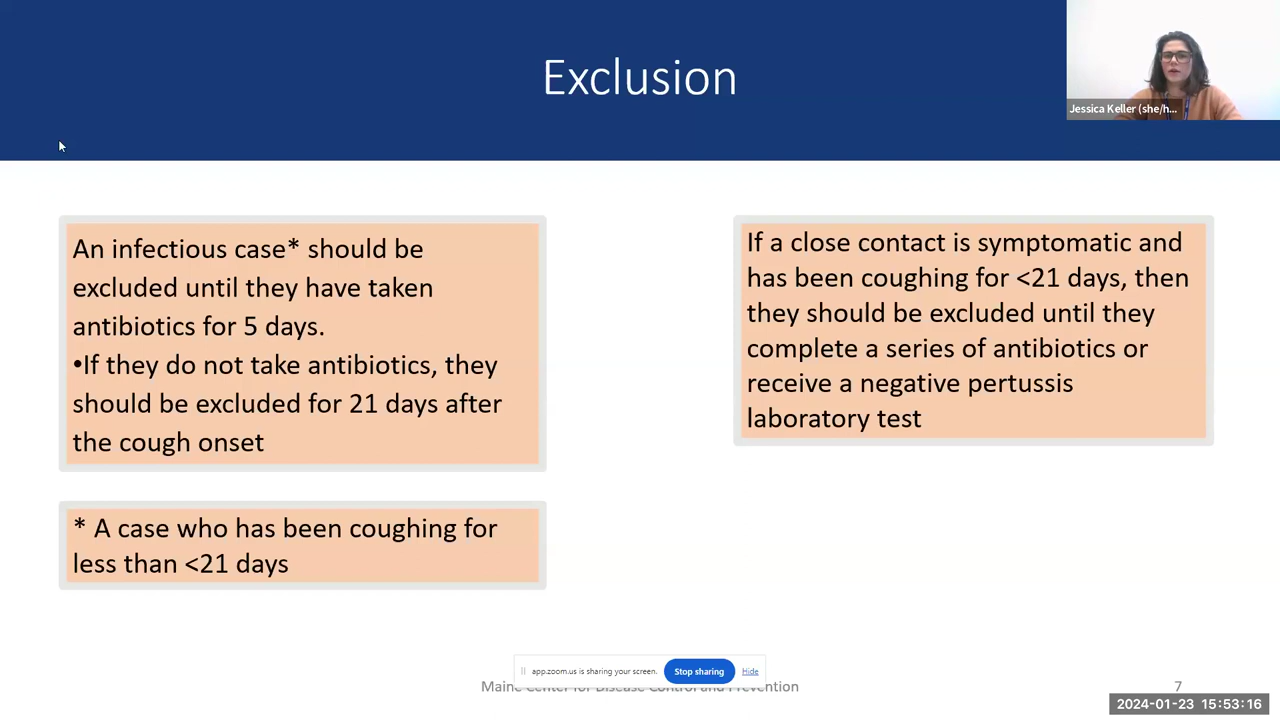 Exclusion
Jessica Keller (she/h...
An infectious case* should be
excluded until they have taken
antibiotics for 5 days.
•If they do not take antibiotics, they
should be excluded for 21 days after
the cough onset
* A case who has been coughing for
less than <21 days
If a close contact is symptomatic and
has been coughing for <21 days, then
they should be excluded until they
complete a series of antibiotics or
receive a negative pertussis
laboratory test
app.zoom.us is sharing your screen. Stop sharing Hide
Maine Center for Disease Control and Prevention
7
2024-01-23 15:53:16